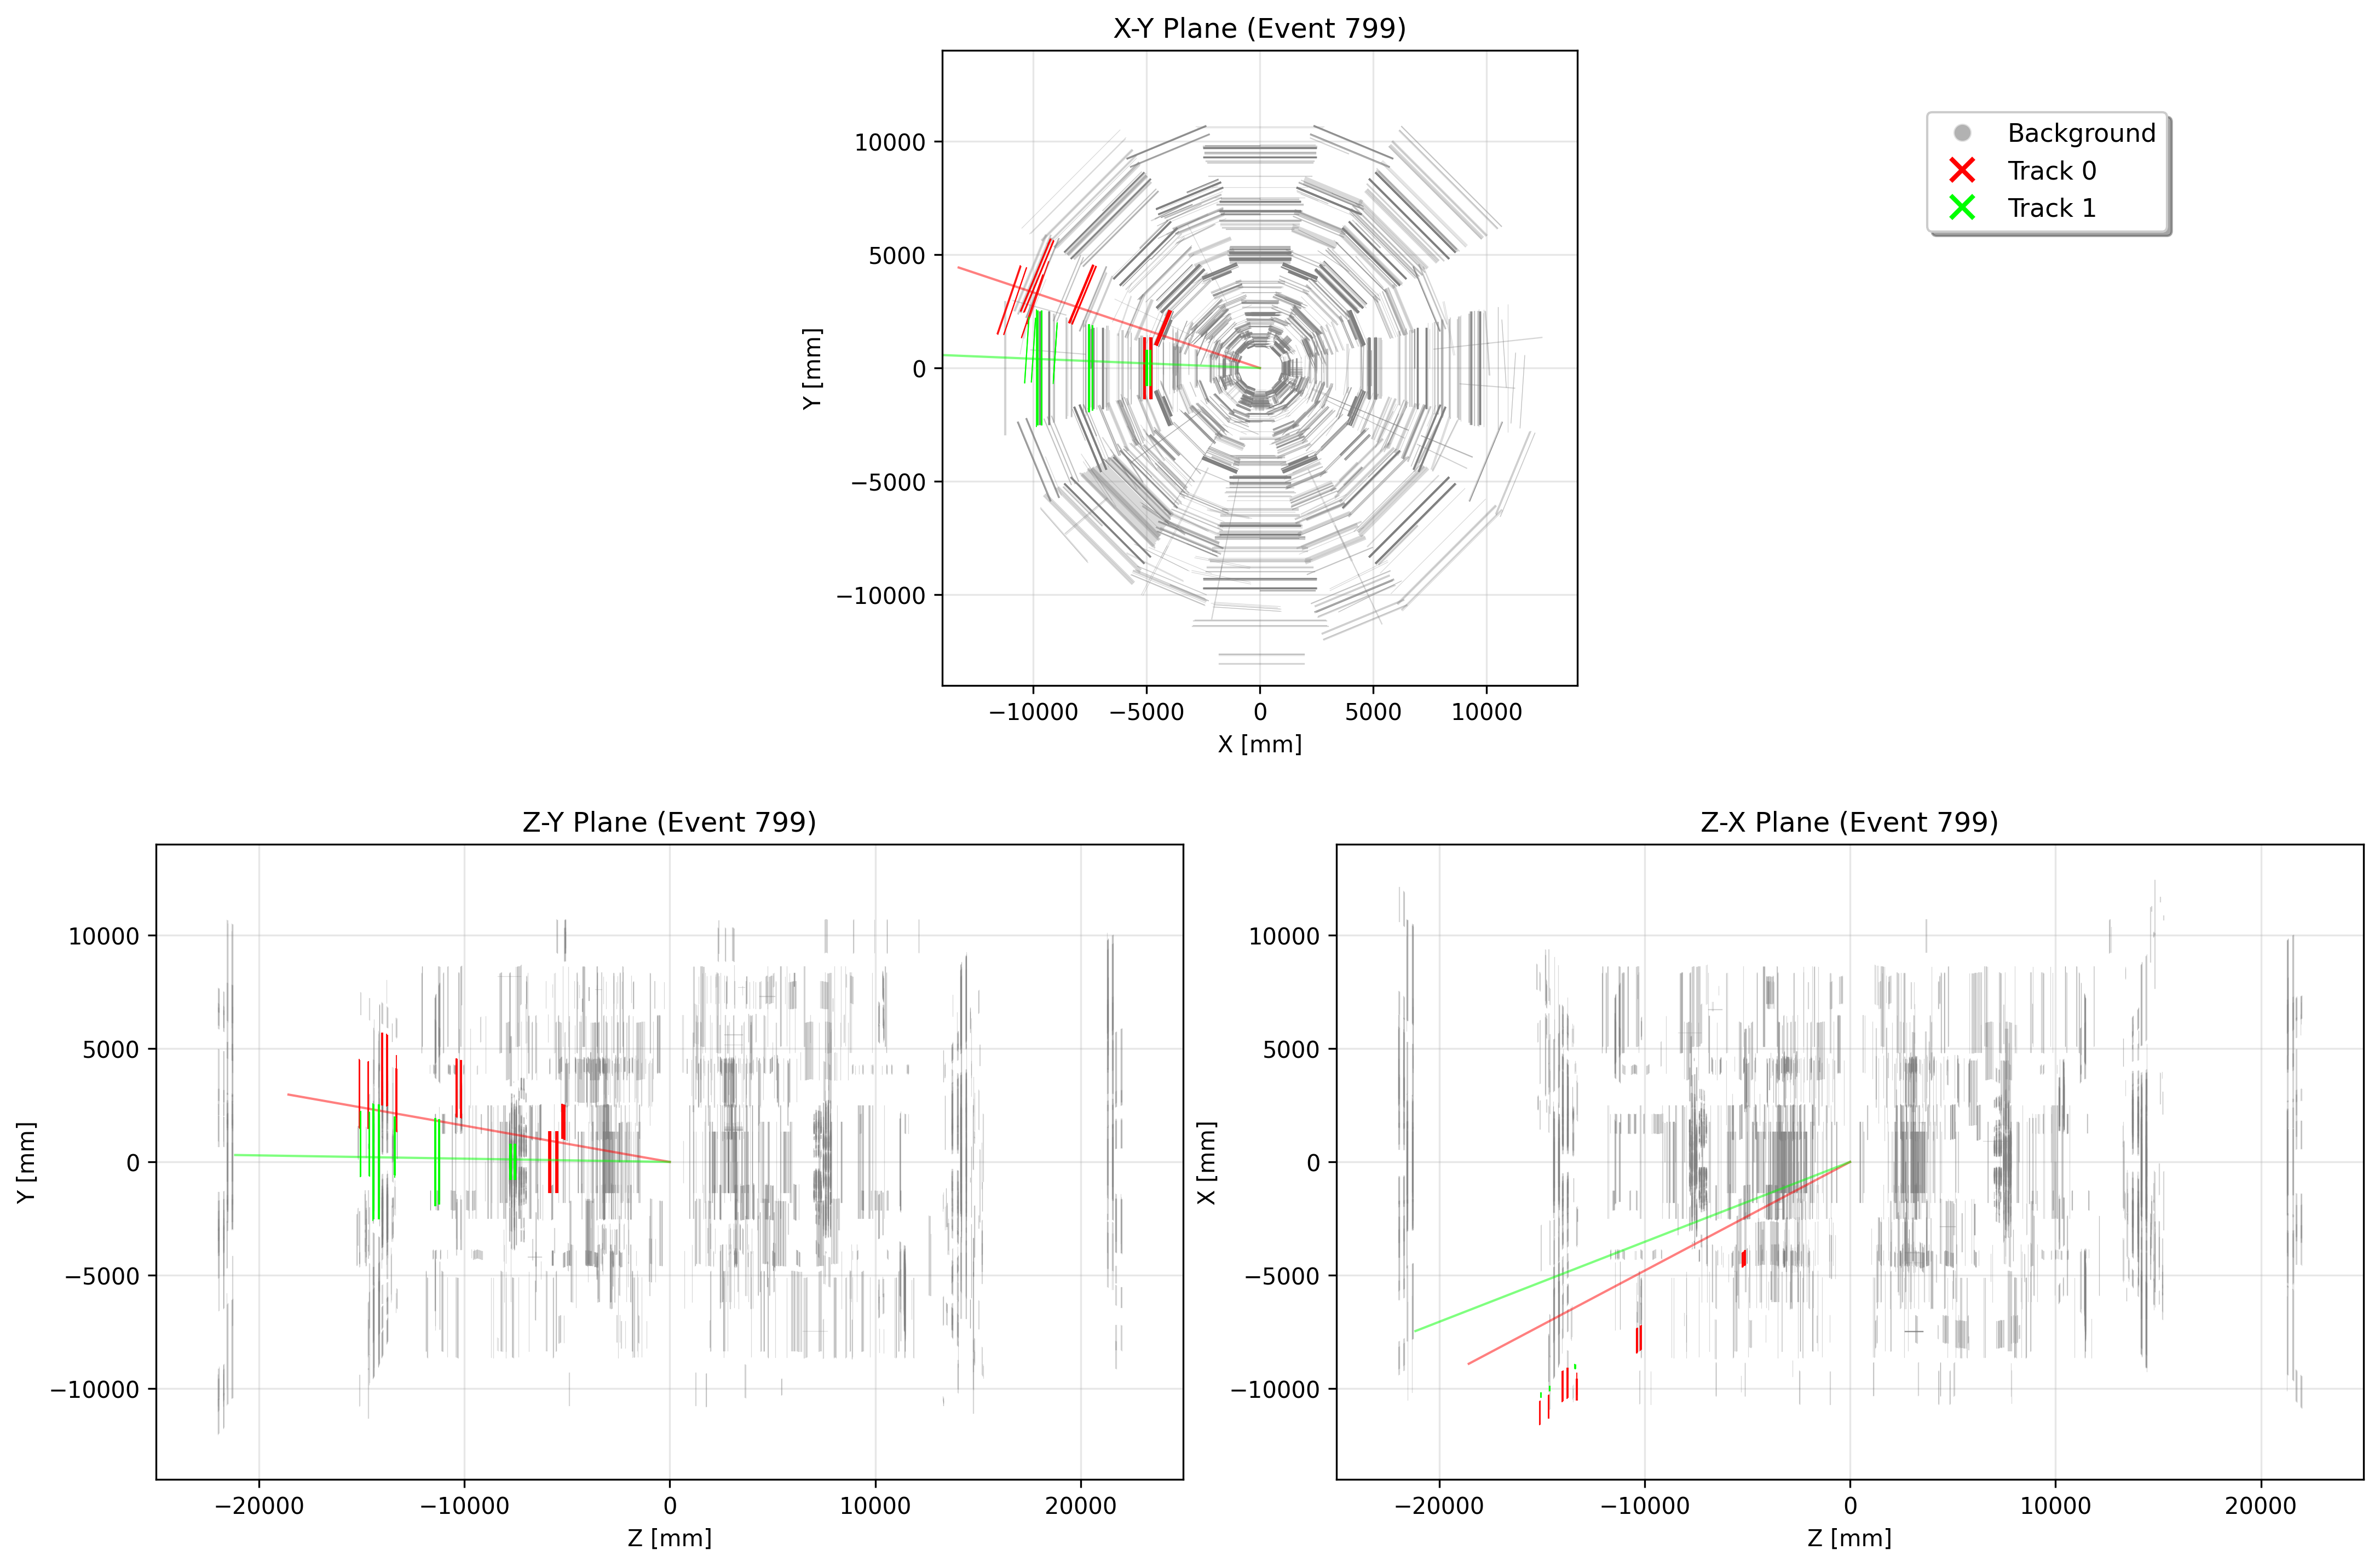 X-Y Plane (Event 799)
10000
5000
0
−5000
−10000
Y [mm]
−10000 −5000 0 5000 10000
X [mm]
Background
Track 0
Track 1
Z-Y Plane (Event 799)
10000
5000
0
−5000
−10000
Y [mm]
−20000 −10000 0 10000 20000
Z [mm]
Z-X Plane (Event 799)
10000
5000
0
−5000
−10000
X [mm]
−20000 −10000 0 10000 20000
Z [mm]